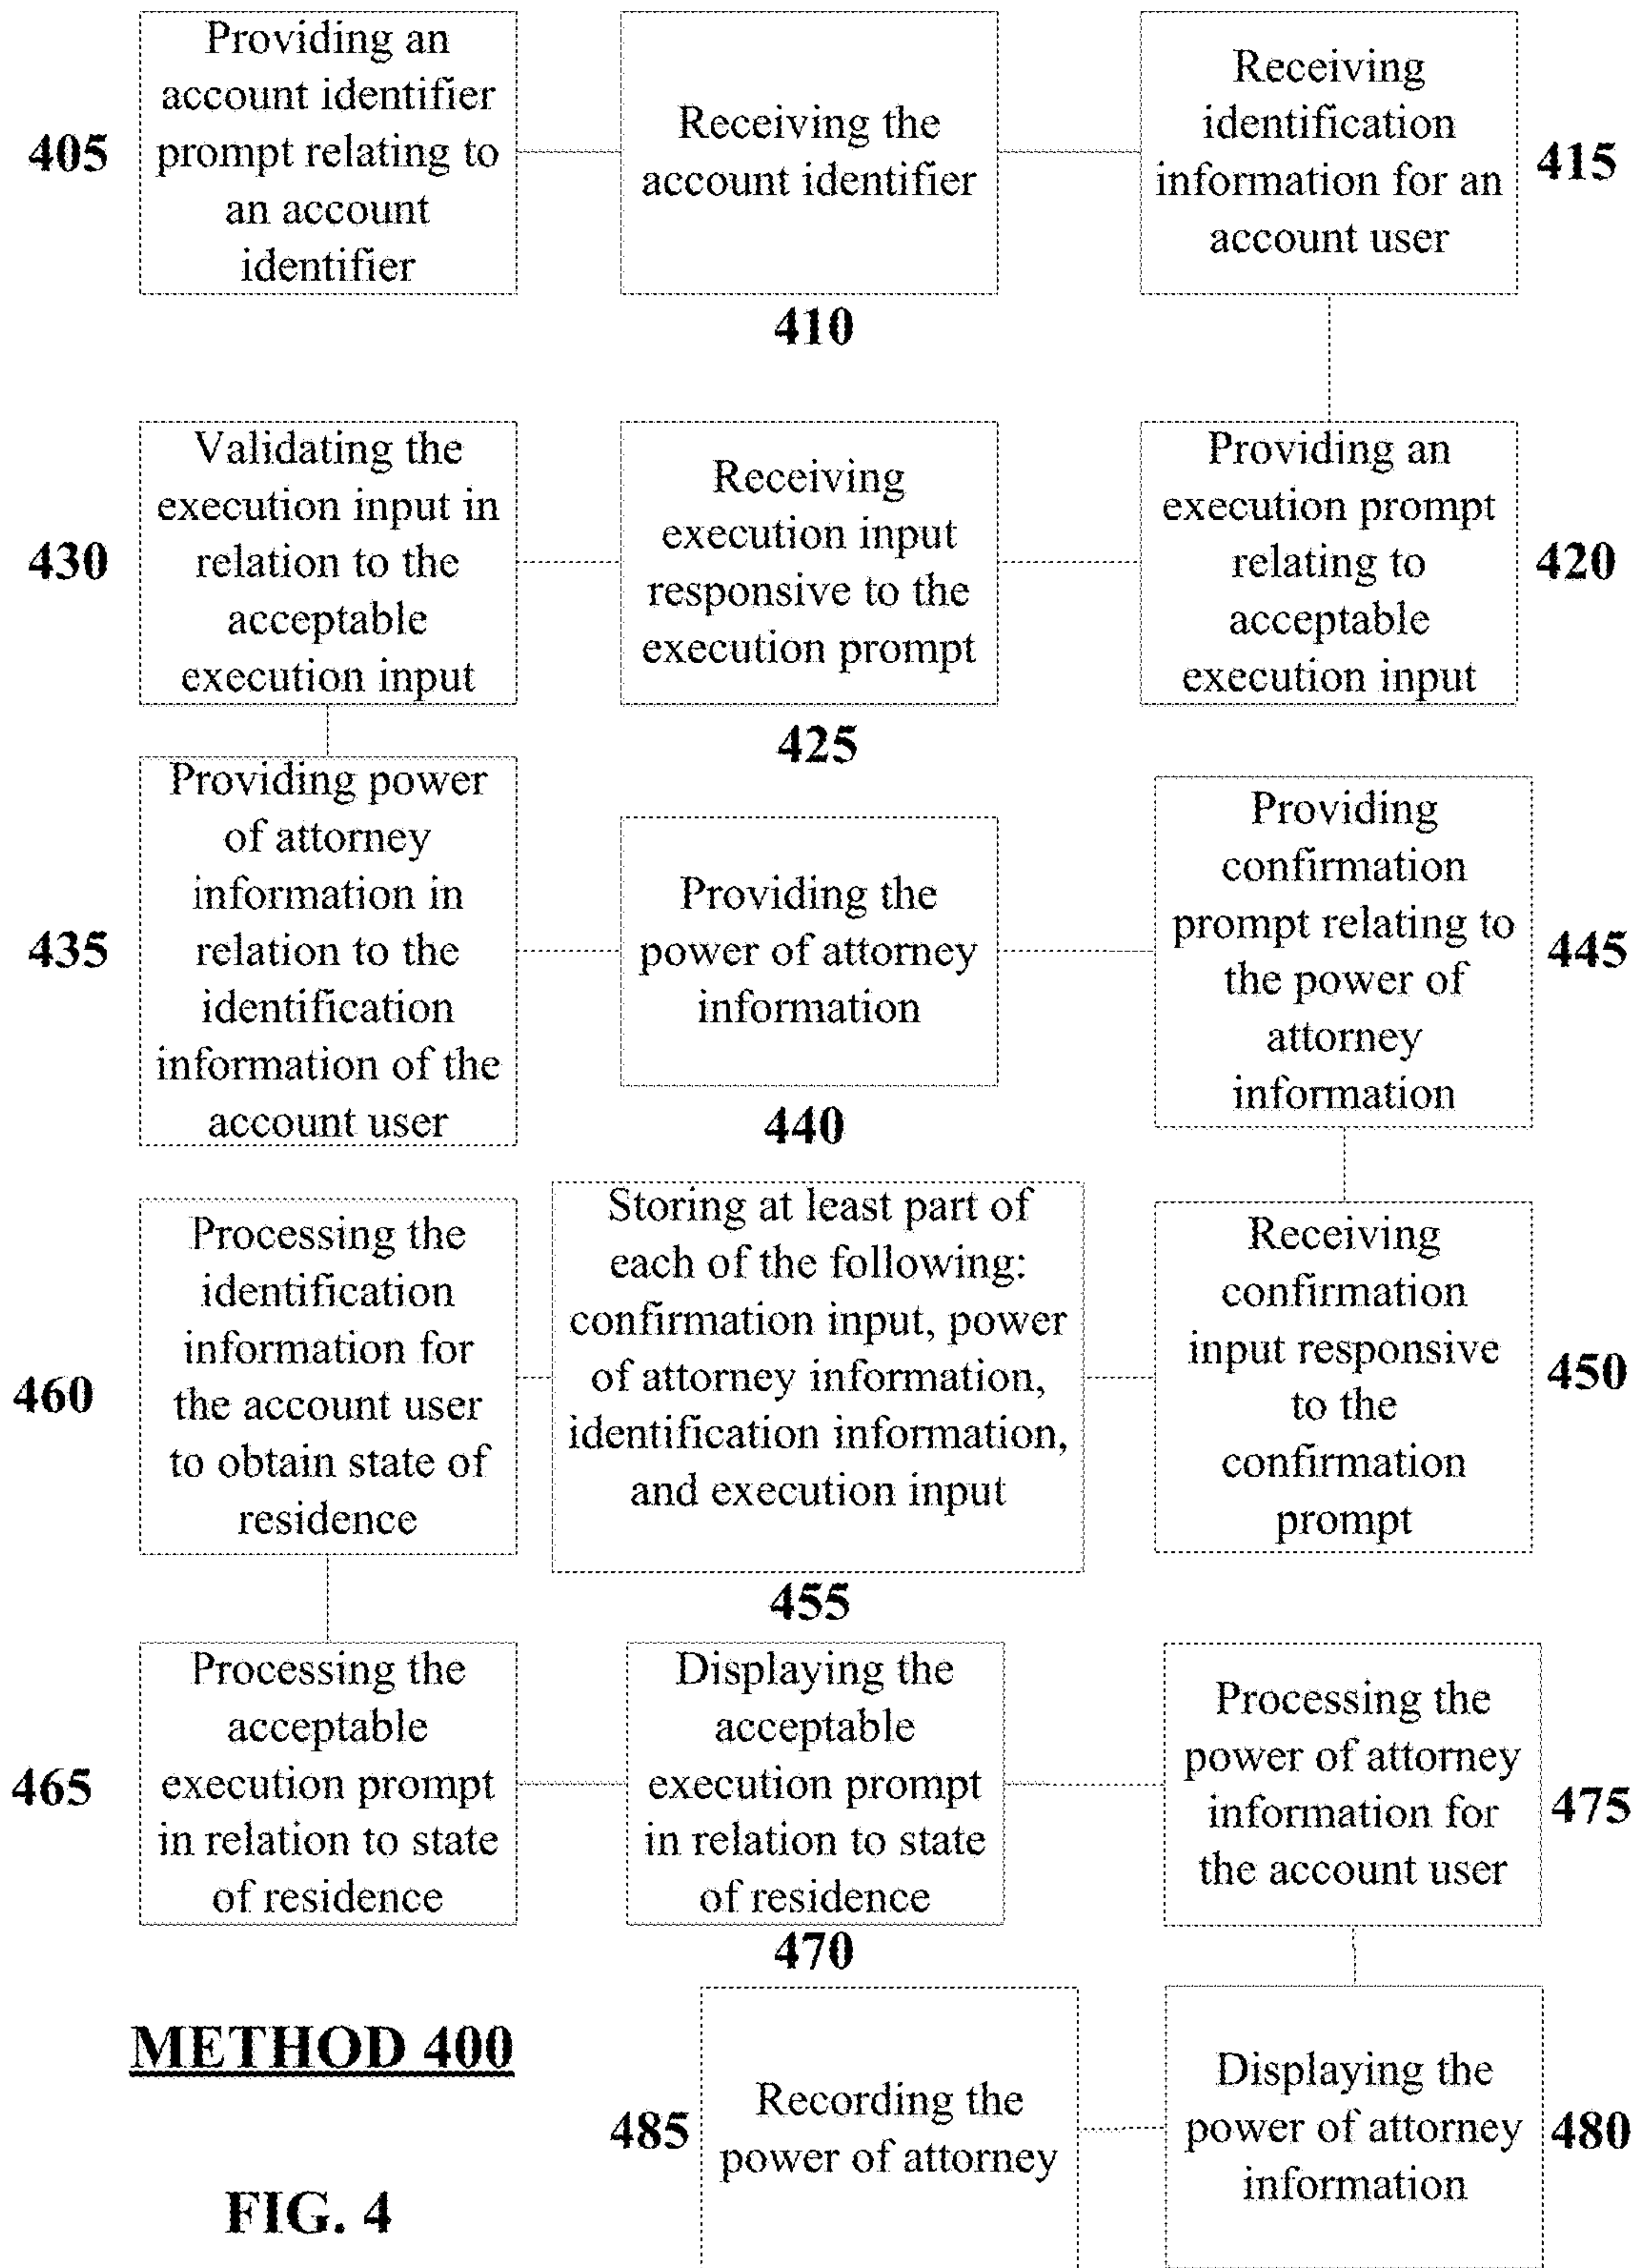 Providing an
account identifier
prompt relating to
an account
identifier
405
Receiving the
account identifier
410
Receiving
identification
information for an
account user
415
Providing an
execution prompt
relating to
acceptable
execution input
420
Receiving
execution input
responsive to the
execution prompt
425
Validating the
execution input in
relation to the
acceptable
execution input
430
Providing power
of attorney
information in
relation to the
identification
information of the
account user
435
Providing the
power of attorney
information
440
Providing
confirmation
prompt relating to
the power of
attorney
information
445
Receiving
confirmation
input responsive
to the
confirmation
prompt
450
Storing at least part of
each of the following:
confirmation input, power
of attorney information,
identification information,
and execution input
455
Processing the
identification
information for
the account user
to obtain state of
residence
460
Processing the
acceptable
execution prompt
in relation to state
of residence
465
Displaying the
acceptable
execution prompt
in relation to state
of residence
470
Processing the
power of attorney
information for
the account user
475
Displaying the
power of attorney
information
480
Recording the
power of attorney
485
METHOD 400
FIG. 4